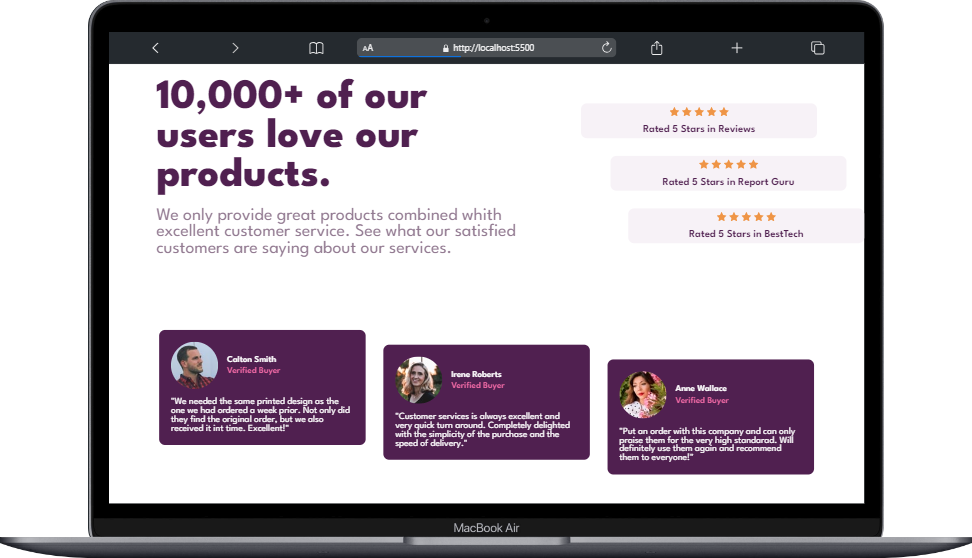 AA
http://localhost:5500
10,000+ of our
users love our
products.
We only provide great products combined whith
excellent customer service. See what our satisfied
customers are saying about our services.
Rated 5 Stars in Reviews
Rated 5 Stars in Report Guru
Rated 5 Stars in BestTech
Calton Smith
Verified Buyer
"We needed the same printed design as the
one we had ordered a week prior. Not only did
they find the original order, but we also
received it int time. Excellent!"
Irene Roberts
Verified Buyer
"Customer services is always excellent and
very quick turn around. Completely delighted
with the simplicity of the purchase and the
speed of delivery."
Anne Wallace
Verified Buyer
"Put an order with this company and can only
praise them for the very high standarad. Will
definitely use them again and recommend
them to everyone!"
MacBook Air